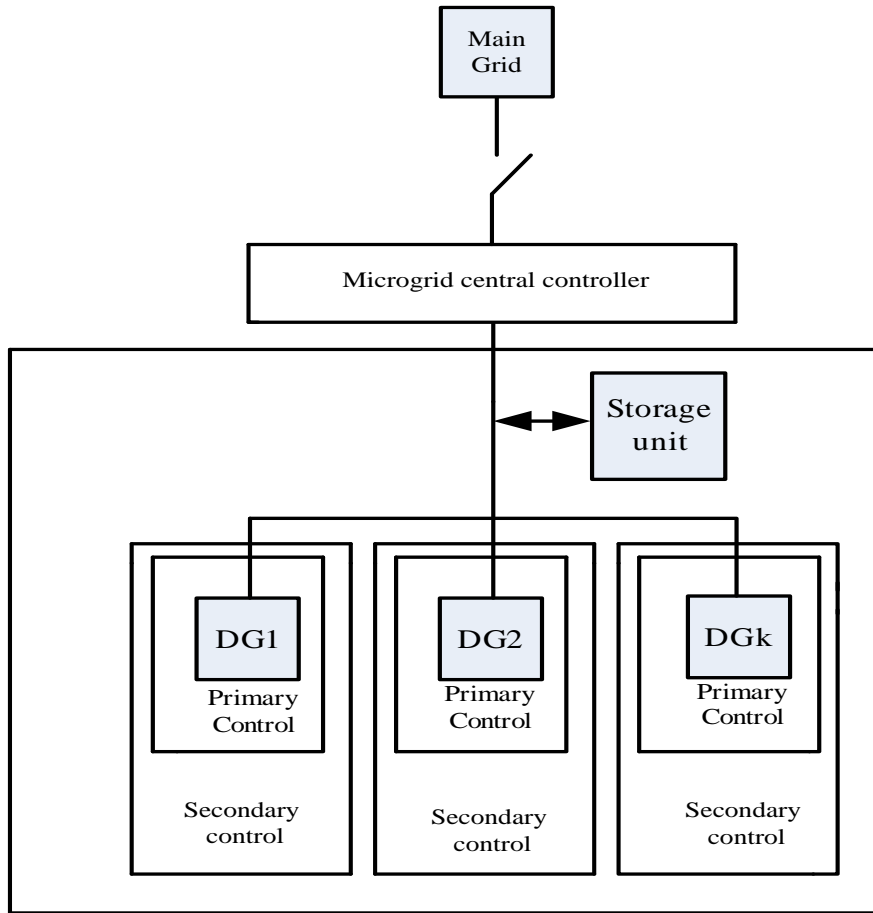 Main
Grid
Microgrid central controller
Storage
unit
DG1
Primary
Control
Secondary
control
DG2
Primary
Control
Secondary
control
DGk
Primary
Control
Secondary
control